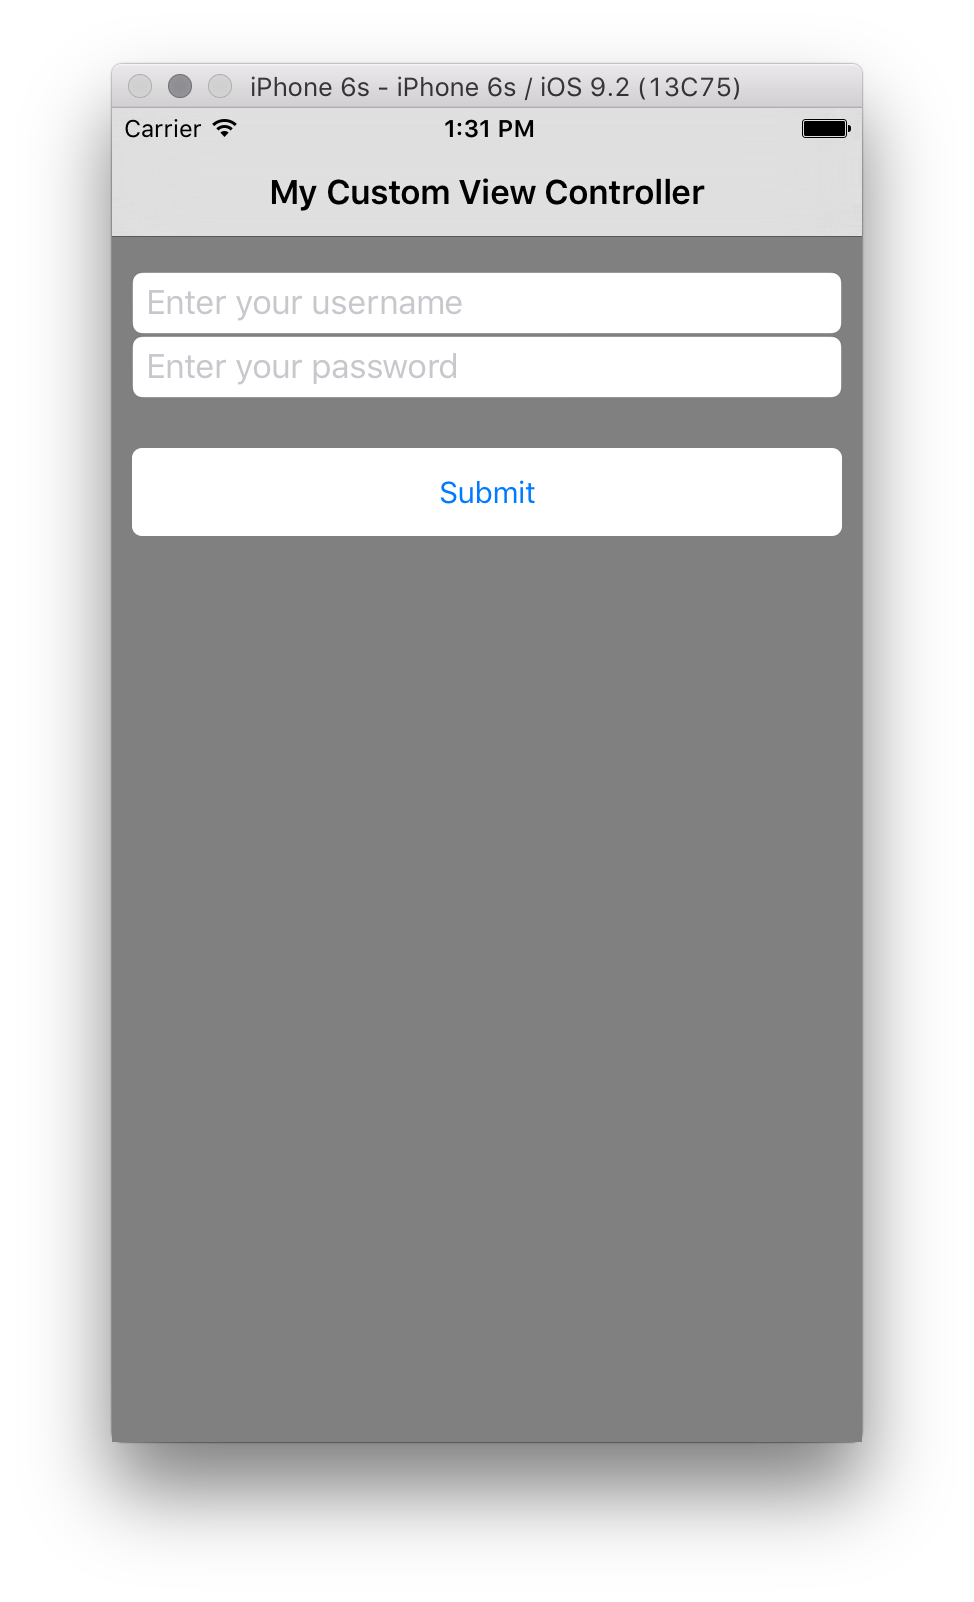 iPhone 6s - iPhone 6s / iOS 9.2 (13C75)
Carrier 1:31 PM
My Custom View Controller
Enter your username
Enter your password
Submit